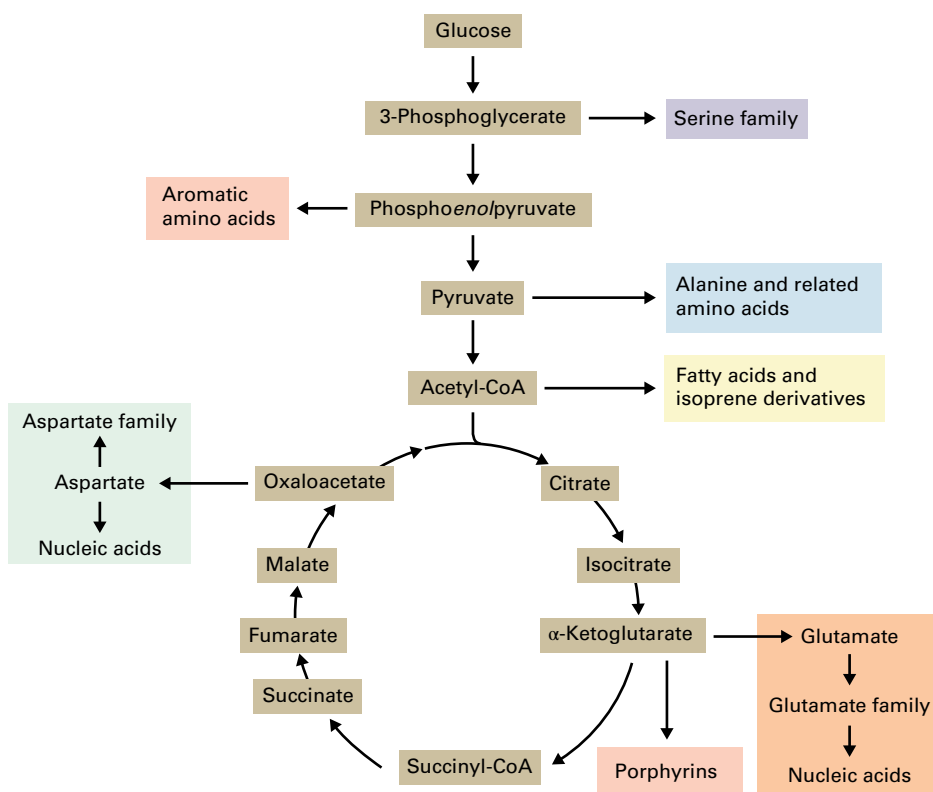 Glucose
3-Phosphoglycerate
Serine family
Aromatic
amino acids
Phosphoenolpyruvate
Pyruvate
Alanine and related
amino acids
Acetyl-CoA
Fatty acids and
isoprene derivatives
Aspartate family
Aspartate
Nucleic acids
Oxaloacetate
Citrate
Malate
Isocitrate
Fumarate
α-Ketoglutarate
Glutamate
Succinate
Glutamate family
Succinyl-CoA
Porphyrins
Nucleic acids